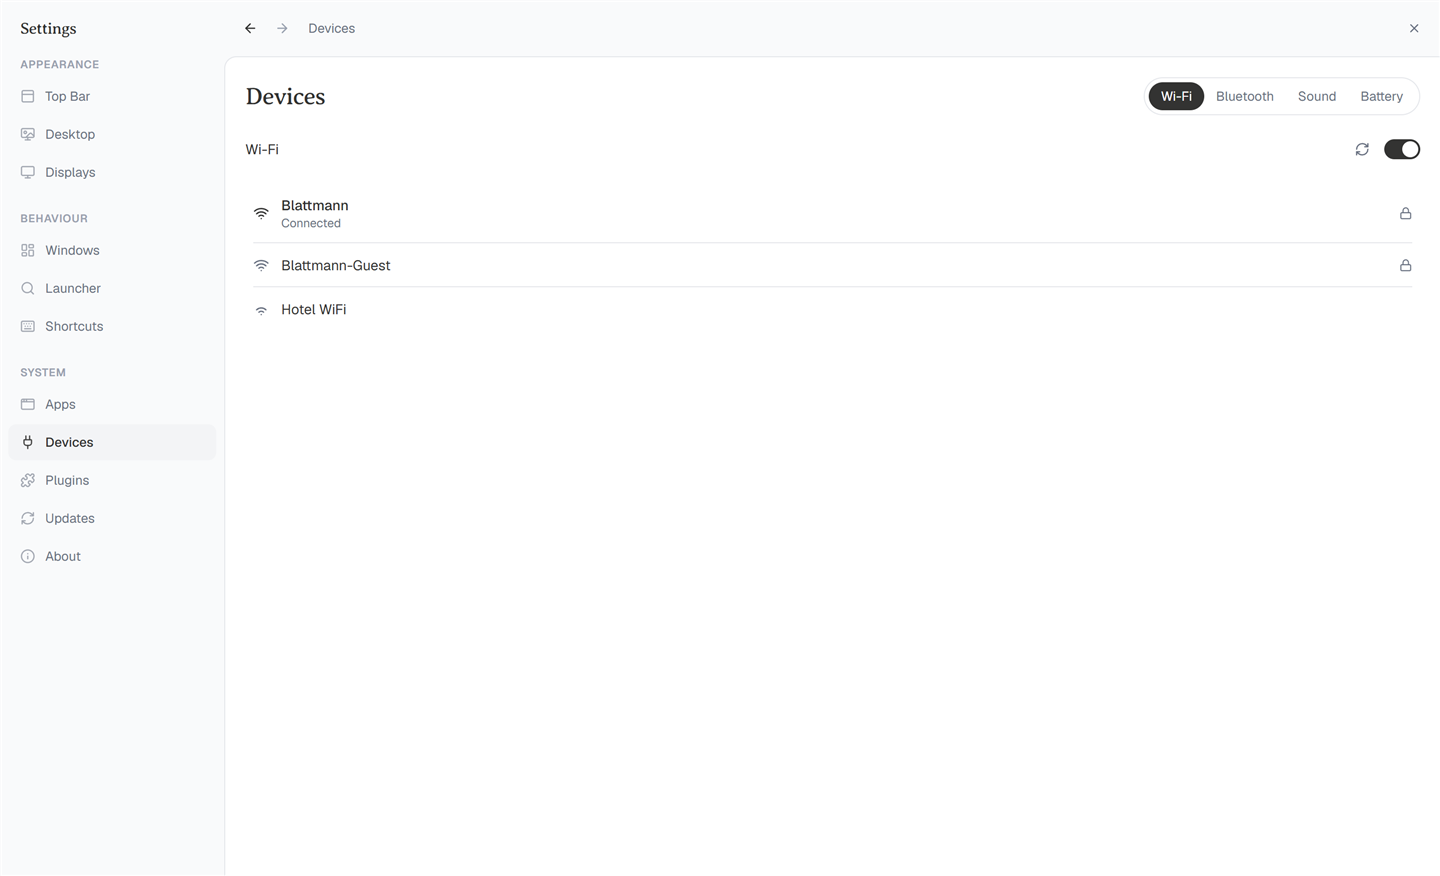 Settings
Devices
APPEARANCE
Top Bar
Desktop
Displays
BEHAVIOUR
Windows
Launcher
Shortcuts
SYSTEM
Apps
Devices
Plugins
Updates
About
Devices
Wi-Fi
Bluetooth
Sound
Battery
Wi-Fi
Blattmann
Connected
Blattmann-Guest
Hotel WiFi